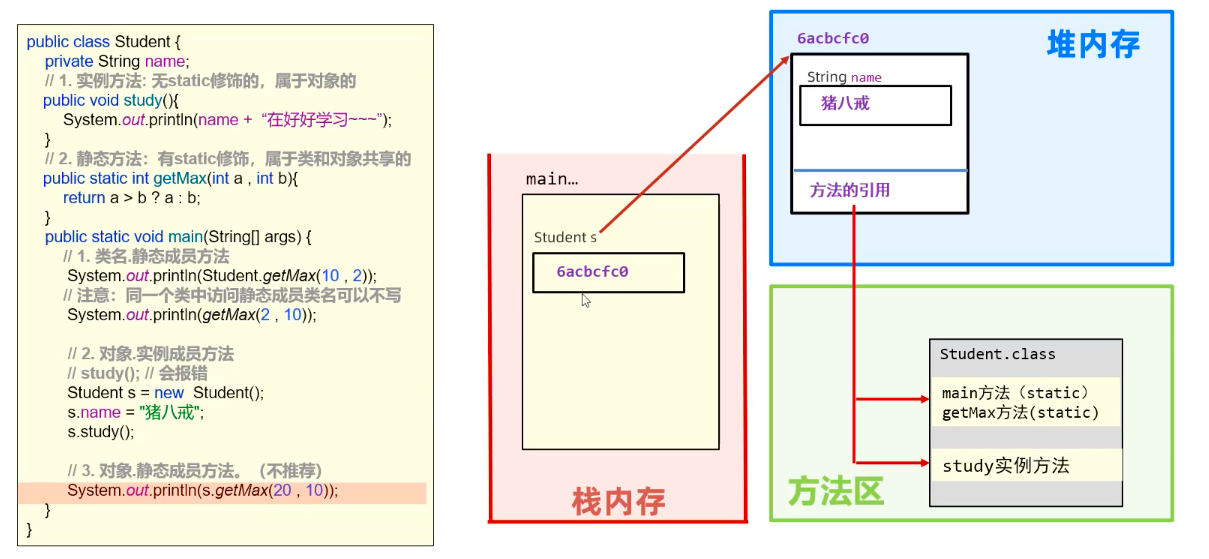 public class Student {
private String name;
// 1. 实例方法: 无static修饰的，属于对象的
public void study(){
System.out.println(name + “在好好学习~~~”);
}
// 2. 静态方法：有static修饰，属于类和对象共享的
public static int getMax(int a , int b){
return a > b ? a : b;
}
public static void main(String[] args) {
// 1. 类名.静态成员方法
System.out.println(Student.getMax(10 , 2));
// 注意：同一个类中访问静态成员类名可以不写
System.out.println(getMax(2 , 10));
// 2. 对象.实例成员方法
// study(); // 会报错
Student s = new Student();
s.name = "猪八戒";
s.study();
// 3. 对象.静态成员方法。（不推荐）
System.out.println(s.getMax(20 , 10));
}
}
main…
Student s
6acbcfc0
栈内存
6acbcfc0
堆内存
String name
猪八戒
方法的引用
Student.class
main方法（static）
getMax方法(static)
study实例方法
方法区